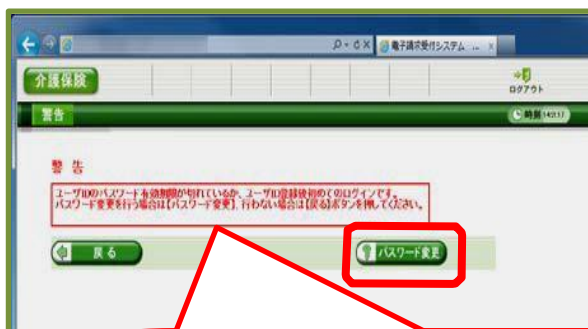 電子請求受付システム ...
介護保険
ログアウト
警告
時刻
警 告
ユーザIDのパスワード有効期限が切れているか、ユーザID登録後初めてのログインです。
パスワード変更を行う場合は【パスワード変更】、行わない場合は【戻る】ボタンを押してください。
戻る
パスワード変更